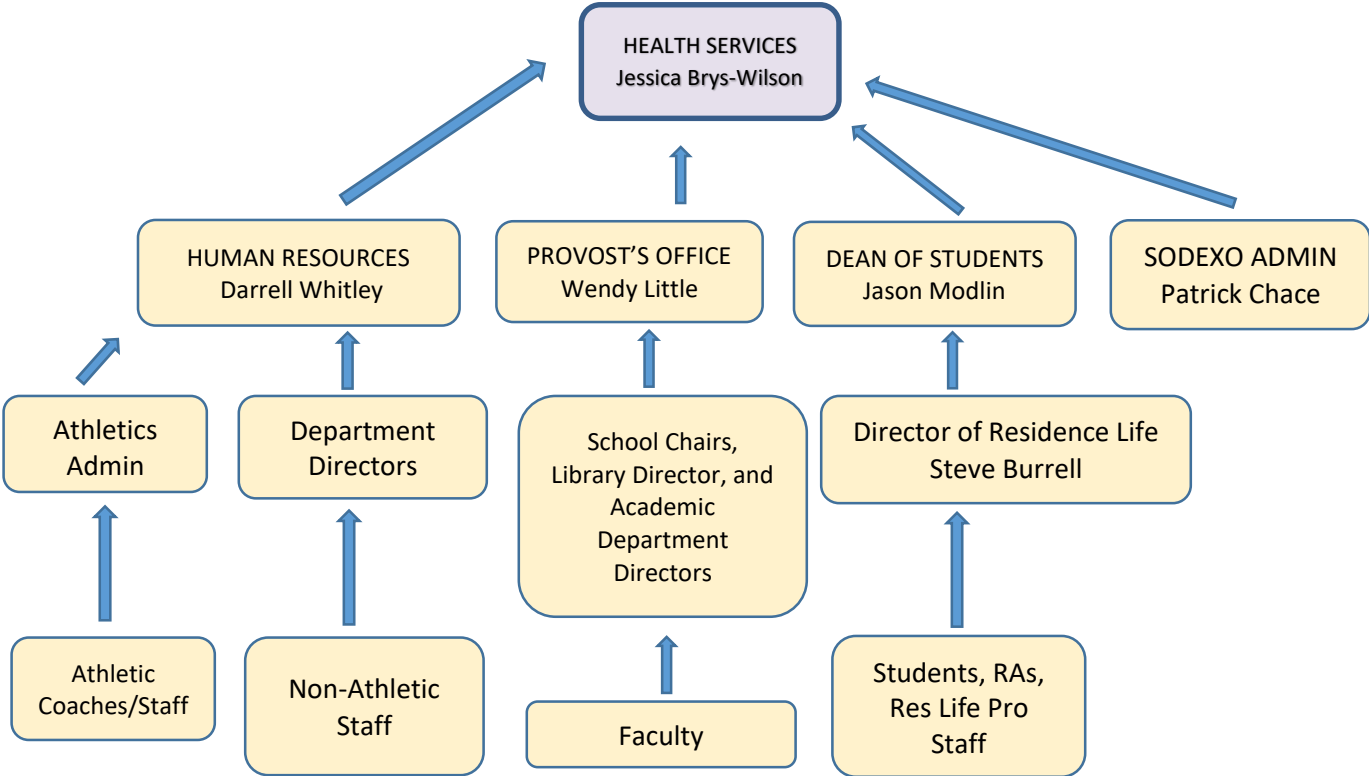 HEALTH SERVICES
Jessica Brys-Wilson
HUMAN RESOURCES
Darrell Whitley
PROVOST’S OFFICE
Wendy Little
DEAN OF STUDENTS
Jason Modlin
SODEXO ADMIN
Patrick Chace
Athletics
Admin
Department
Directors
School Chairs,
Library Director, and
Academic
Department
Directors
Director of Residence Life
Steve Burrell
Athletic
Coaches/Staff
Non-Athletic
Staff
Faculty
Students, RAs,
Res Life Pro
Staff